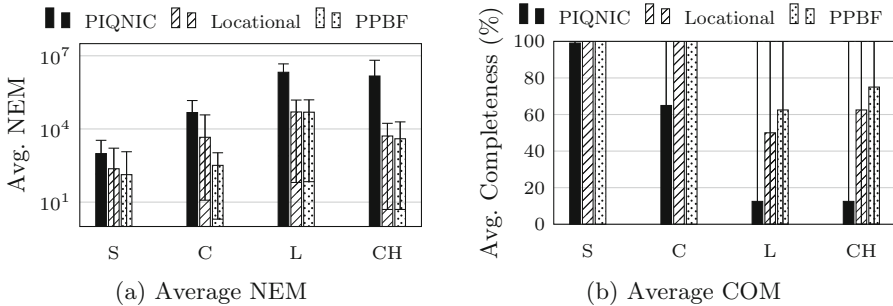 PIQNIC Locational PPBF
Avg. NEM
10^7
10^4
10^1
S C L CH
(a) Average NEM
PIQNIC Locational PPBF
Avg. Completeness (%)
100
80
60
40
20
0
S C L CH
(b) Average COM